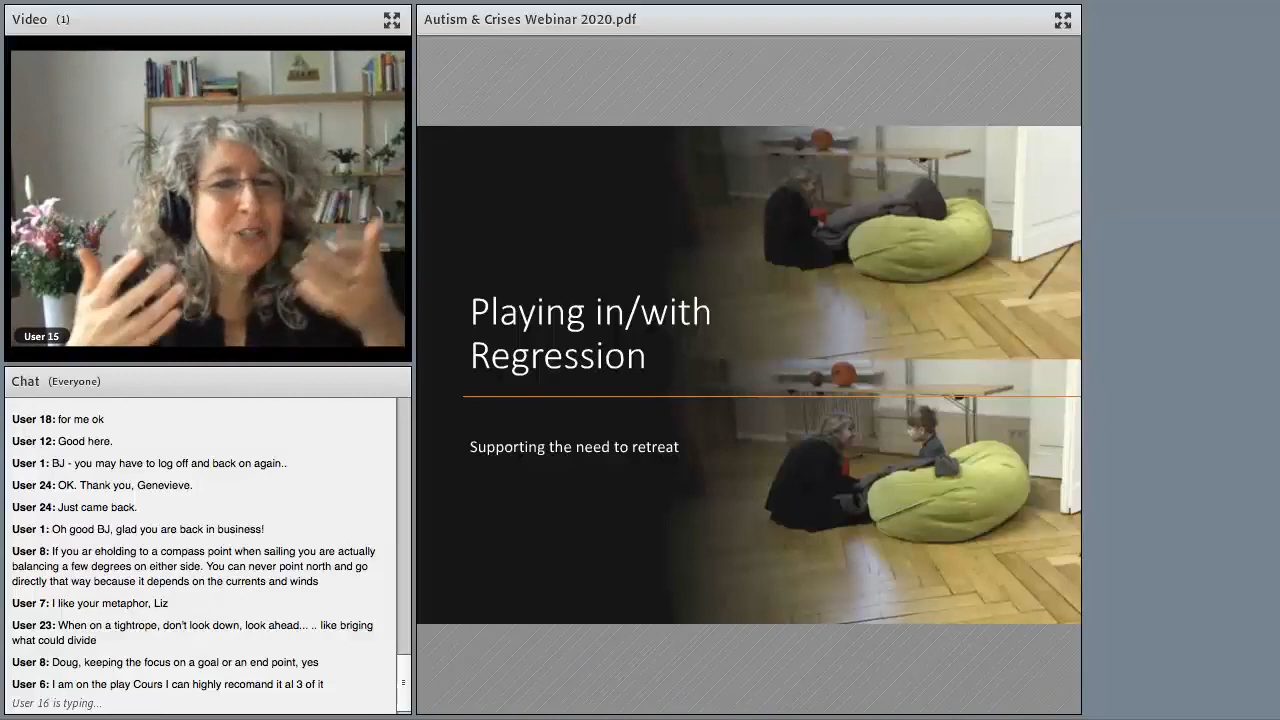 Video (1)
User 15
Chat (Everyone)
User 18: for me ok
User 12: Good here.
User 1: BJ - you may have to log off and back on again..
User 24: OK. Thank you, Genevieve.
User 24: Just came back.
User 1: Oh good BJ, glad you are back in business!
User 8: If you ar eholding to a compass point when sailing you are actually
balancing a few degrees on either side. You can never point north and go
directly that way because it depends on the currents and winds
User 7: I like your metaphor, Liz
User 23: When on a tightrope, don't look down, look ahead... .. like briging
what could divide
User 8: Doug, keeping the focus on a goal or an end point, yes
User 6: I am on the play Cours I can highly recomand it al 3 of it
User 16 is typing...
Autism & Crises Webinar 2020.pdf
Playing in/with
Regression
Supporting the need to retreat